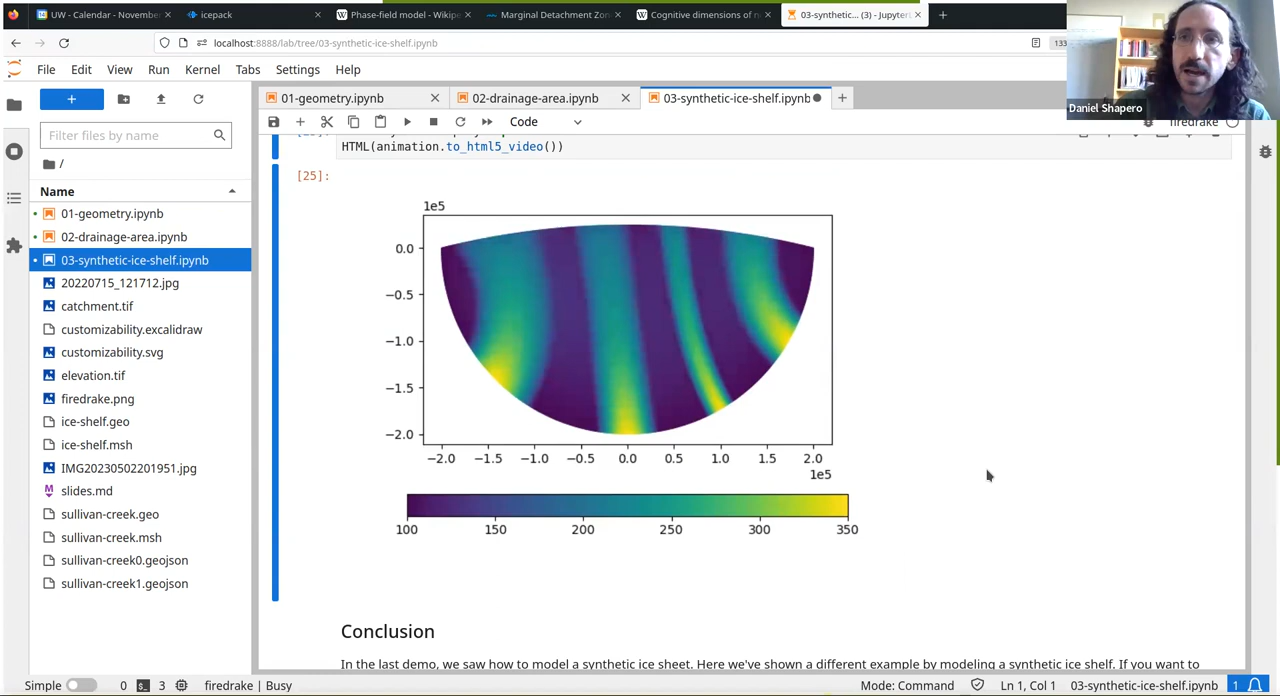 UW - Calendar - November
icepack
Phase-field model - Wikipe
Marginal Detachment Zon
Cognitive dimensions of n
03-synthetic... (3) - Jupyter
localhost:8888/lab/tree/03-synthetic-ice-shelf.ipynb
133
File Edit View Run Kernel Tabs Settings Help
Daniel Shapero
01-geometry.ipynb
02-drainage-area.ipynb
03-synthetic-ice-shelf.ipynb
Code
firedrake
Filter files by name
/
Name
01-geometry.ipynb
02-drainage-area.ipynb
03-synthetic-ice-shelf.ipynb
20220715_121712.jpg
catchment.tif
customizability.excalidraw
customizability.svg
elevation.tif
firedrake.png
ice-shelf.geo
ice-shelf.msh
IMG20230502201951.jpg
slides.md
sullivan-creek.geo
sullivan-creek.msh
sullivan-creek0.geojson
sullivan-creek1.geojson
HTML(animation.to_html5_video())
[25]:
1e5
0.0
−0.5
−1.0
−1.5
−2.0
−2.0 −1.5 −1.0 −0.5 0.0 0.5 1.0 1.5 2.0
1e5
100 150 200 250 300 350
Conclusion
In the last demo, we saw how to model a synthetic ice sheet. Here we've shown a different example by modeling a synthetic ice shelf. If you want to
Simple 0 3 firedrake | Busy Mode: Command Ln 1, Col 1 03-synthetic-ice-shelf.ipynb 1